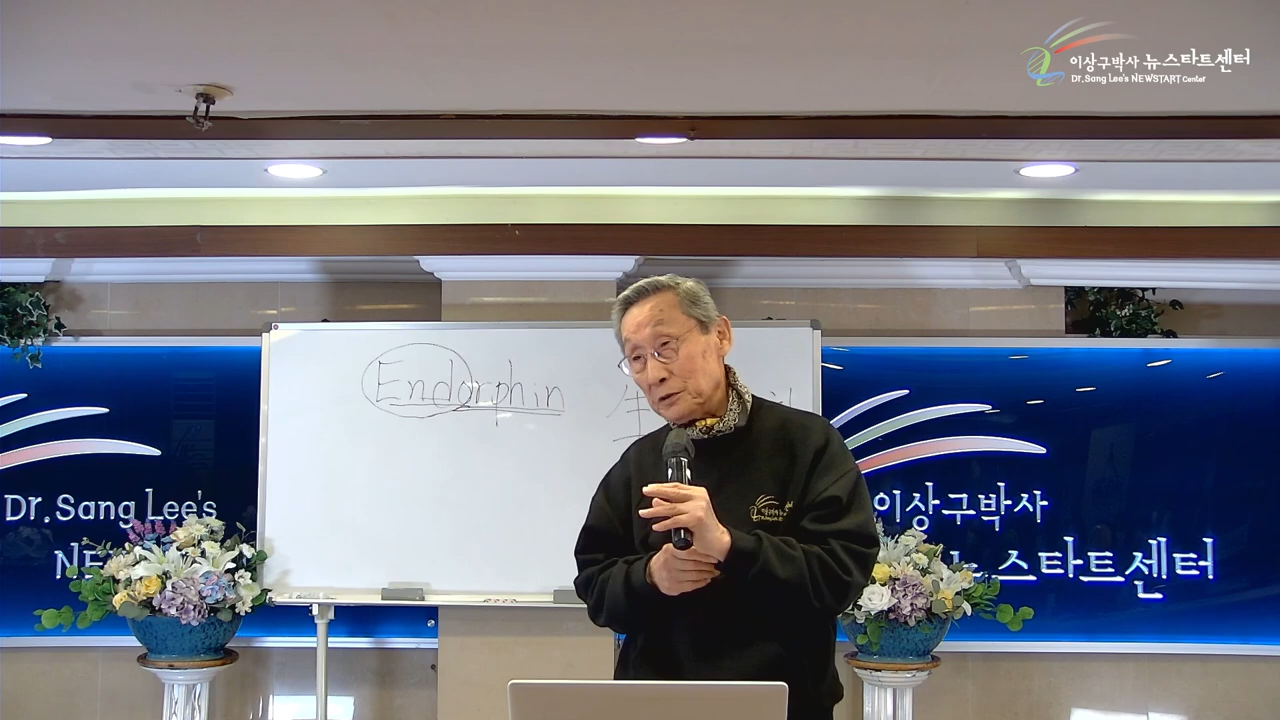 이상구박사 뉴스타트센터
Dr. Sang Lee's NEWSTART Center
Endorphin
生
Dr. Sang Lee's
이상구박사
스타트센터